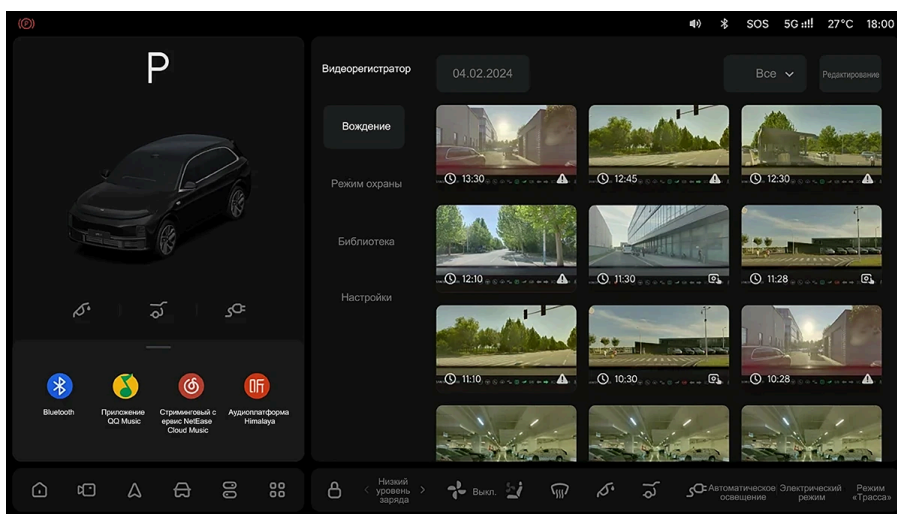 (P)
SOS 5G 27°C 18:00
P
Видеорегистратор
04.02.2024
Все
Редактирование
Вождение
Режим охраны
Библиотека
Настройки
13:30
12:45
12:30
12:10
11:30
11:28
11:10
10:30
10:28
Bluetooth
Приложение
QQ Music
Стриминговый с
ервис NetEase
Cloud Music
Аудиоплатформа
Himalaya
Низкий
уровень
заряда
Выкл.
Автоматическое
освещение
Электрический
режим
Режим
«Трасса»